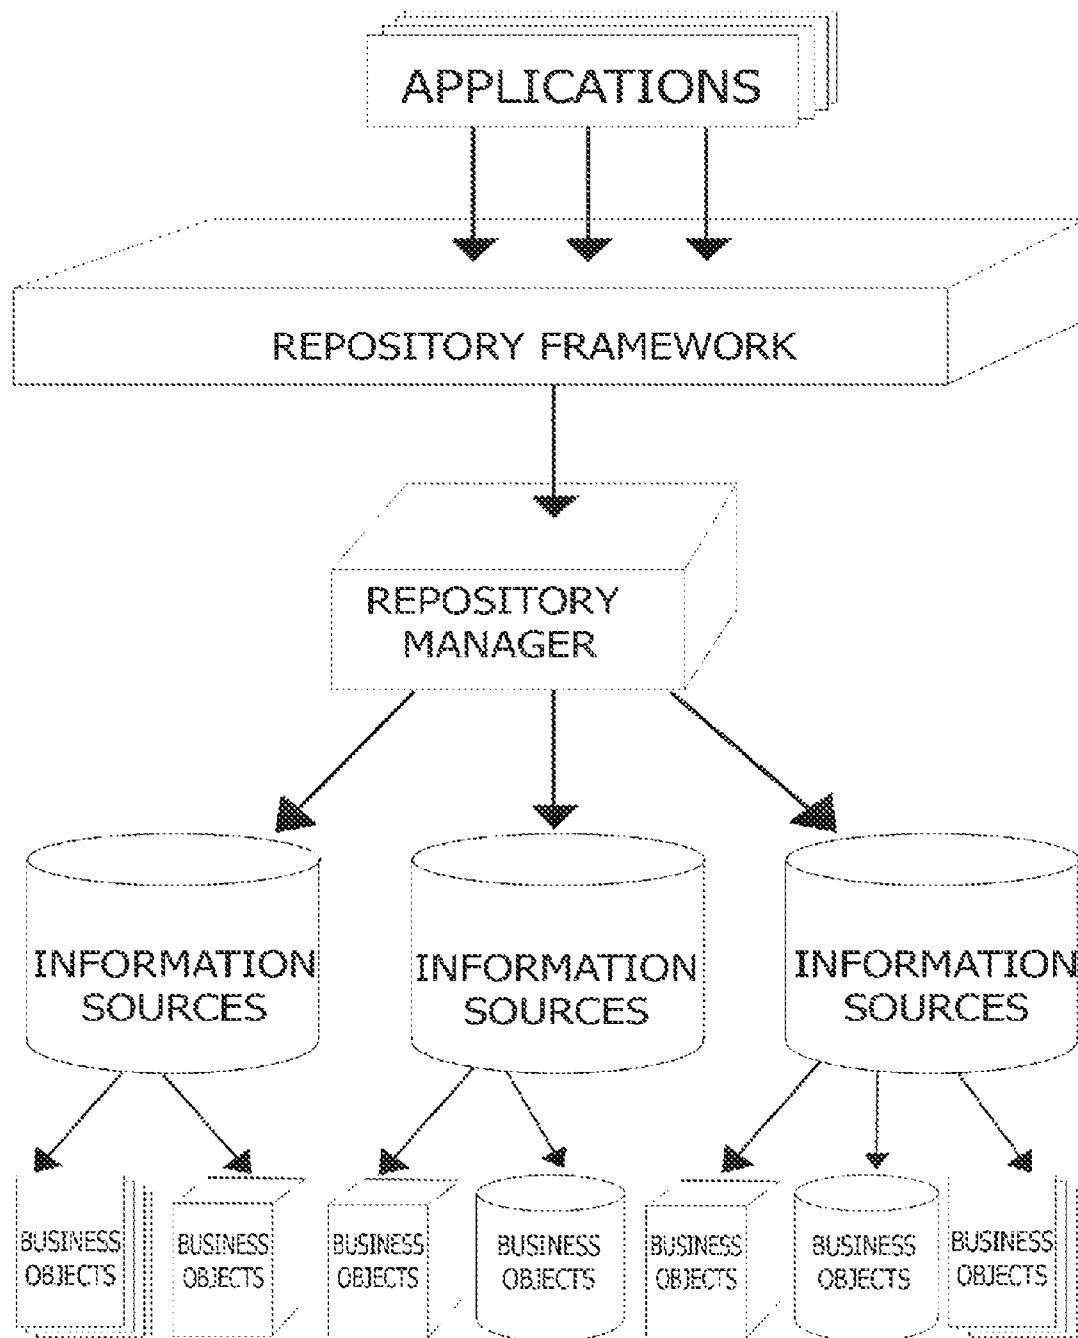 APPLICATIONS
REPOSITORY FRAMEWORK
REPOSITORY
MANAGER
INFORMATION
SOURCES
INFORMATION
SOURCES
INFORMATION
SOURCES
BUSINESS
OBJECTS
BUSINESS
OBJECTS
BUSINESS
OBJECTS
BUSINESS
OBJECTS
BUSINESS
OBJECTS
BUSINESS
OBJECTS
BUSINESS
OBJECTS